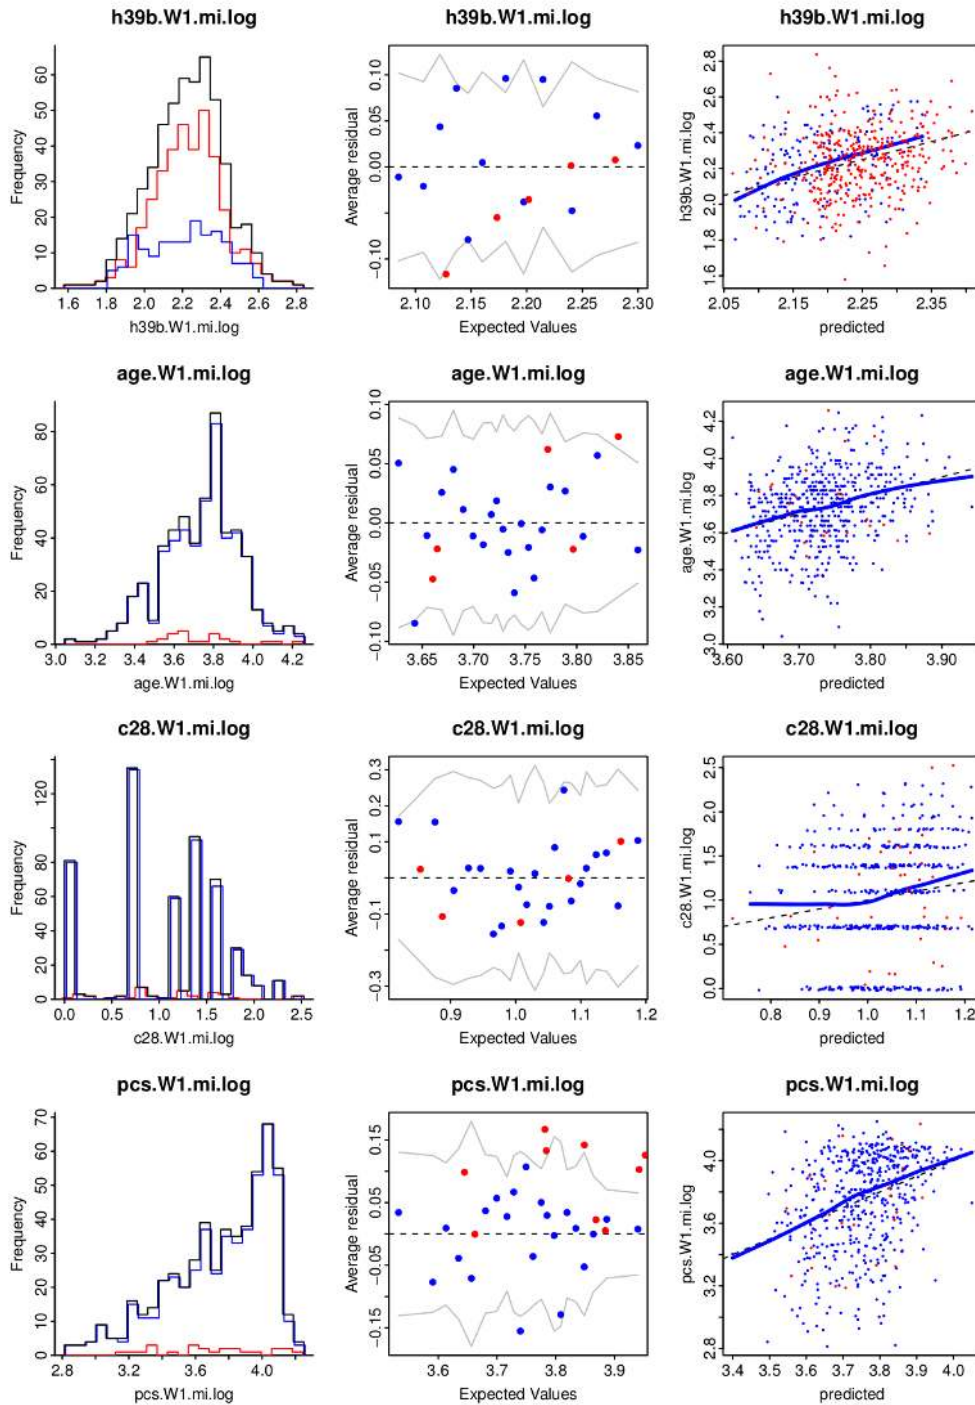 h39b.W1.mi.log
h39b.W1.mi.log
h39b.W1.mi.log
Frequency
0 10 20 30 40 50 60
1.6 2.0 2.4 2.8
h39b.W1.mi.log
Average residual
-0.10 0.00 0.05 0.10
2.10 2.15 2.20 2.25 2.30
Expected Values
h39b.W1.mi.log
1.6 1.8 2.0 2.2 2.4 2.6 2.8
2.05 2.15 2.25 2.35
predicted
age.W1.mi.log
age.W1.mi.log
age.W1.mi.log
Frequency
0 20 40 60 80
3.0 3.2 3.4 3.6 3.8 4.0 4.2
age.W1.mi.log
Average residual
−0.10 −0.05 0.00 0.05 0.10
3.65 3.70 3.75 3.80 3.85
Expected Values
age.W1.mi.log
3.0 3.2 3.4 3.6 3.8 4.0 4.2
3.60 3.70 3.80 3.90
predicted
c28.W1.mi.log
c28.W1.mi.log
c28.W1.mi.log
Frequency
0 20 40 60 80 120
0.0 0.5 1.0 1.5 2.0 2.5
c28.W1.mi.log
Average residual
−0.3 −0.1 0.1 0.2 0.3
0.9 1.0 1.1 1.2
Expected Values
c28.W1.mi.log
0.0 0.5 1.0 1.5 2.0 2.5
0.8 0.9 1.0 1.1 1.2
predicted
pcs.W1.mi.log
pcs.W1.mi.log
pcs.W1.mi.log
Frequency
0 10 20 30 40 50 60 70
2.8 3.2 3.6 4.0
pcs.W1.mi.log
Average residual
−0.15 −0.05 0.05 0.15
3.6 3.7 3.8 3.9
Expected Values
pcs.W1.mi.log
2.8 3.2 3.6 4.0
3.4 3.5 3.6 3.7 3.8 3.9 4.0
predicted